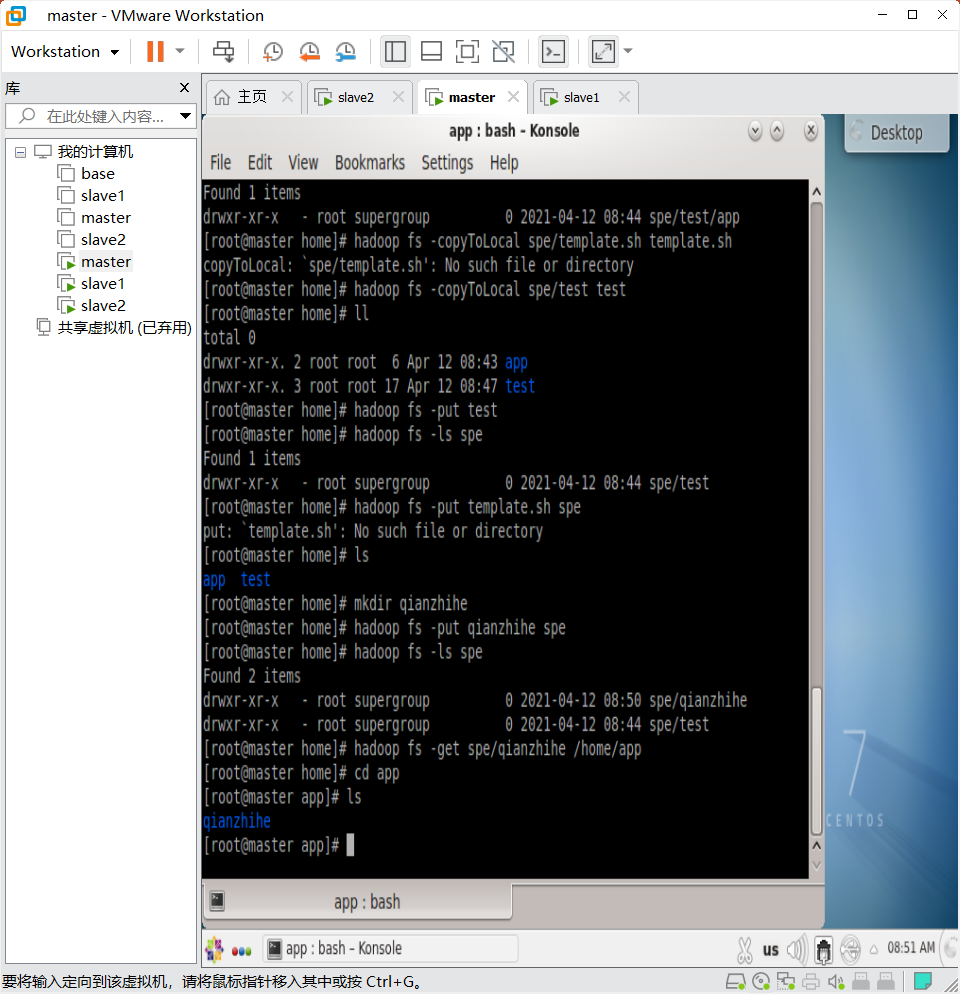 master - VMware Workstation
Workstation
库
主页
slave2
master
slave1
在此处键入内容...
我的计算机
base
slave1
master
slave2
master
slave1
slave2
共享虚拟机 (已弃用)
app : bash - Konsole
Desktop
File Edit View Bookmarks Settings Help
Found 1 items
drwxr-xr-x   - root supergroup          0 2021-04-12 08:44 spe/test/app
[root@master home]# hadoop fs -copyToLocal spe/template.sh template.sh
copyToLocal: `spe/template.sh': No such file or directory
[root@master home]# hadoop fs -copyToLocal spe/test test
[root@master home]# ll
total 0
drwxr-xr-x. 2 root root  6 Apr 12 08:43 app
drwxr-xr-x. 3 root root 17 Apr 12 08:47 test
[root@master home]# hadoop fs -put test
[root@master home]# hadoop fs -ls spe
Found 1 items
drwxr-xr-x   - root supergroup          0 2021-04-12 08:44 spe/test
[root@master home]# hadoop fs -put template.sh spe
put: `template.sh': No such file or directory
[root@master home]# ls
app  test
[root@master home]# mkdir qianzhihe
[root@master home]# hadoop fs -put qianzhihe spe
[root@master home]# hadoop fs -ls spe
Found 2 items
drwxr-xr-x   - root supergroup          0 2021-04-12 08:50 spe/qianzhihe
drwxr-xr-x   - root supergroup          0 2021-04-12 08:44 spe/test
[root@master home]# hadoop fs -get spe/qianzhihe /home/app
[root@master home]# cd app
[root@master app]# ls
qianzhihe
[root@master app]#
7
CENTOS
app : bash
app : bash - Konsole
us
08:51 AM
要将输入定向到该虚拟机，请将鼠标指针移入其中或按 Ctrl+G。